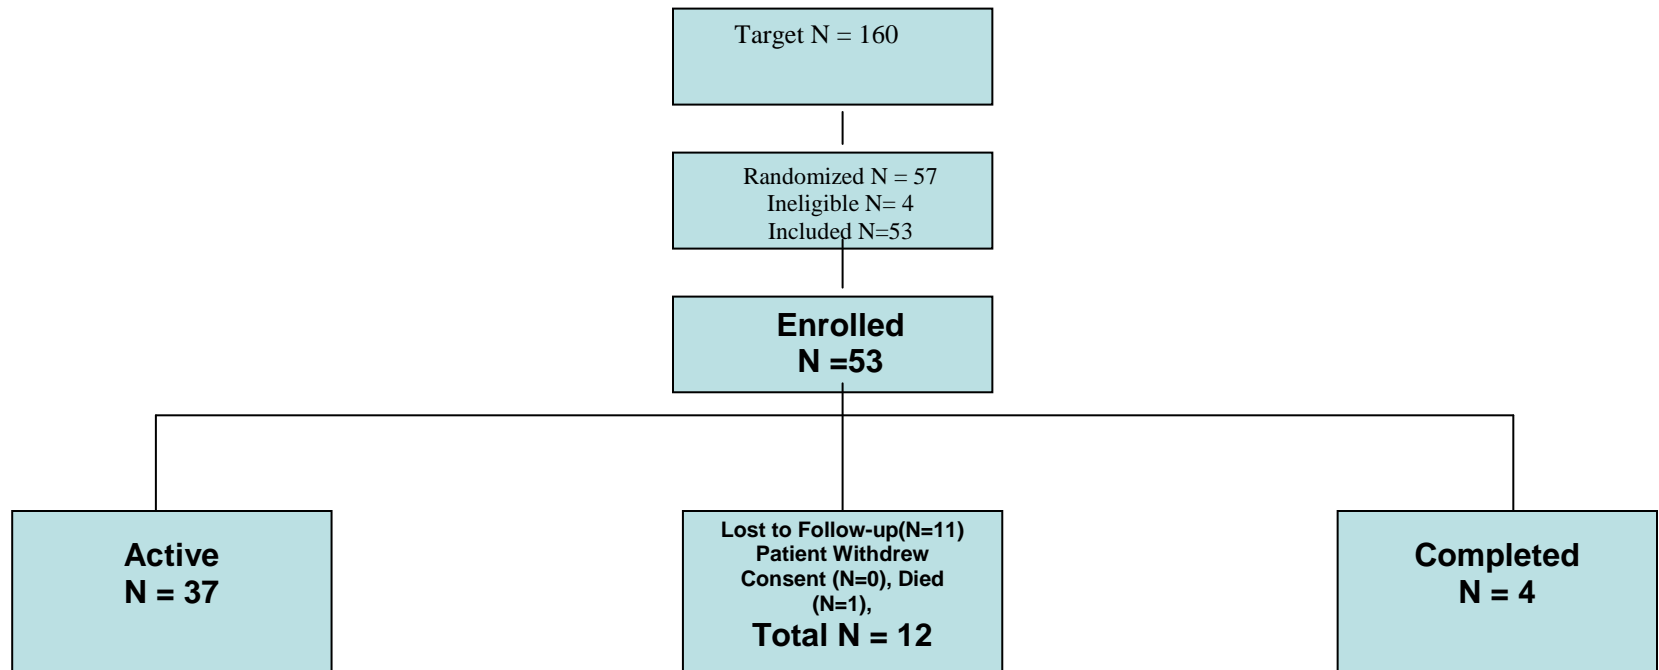 Target N = 160
Randomized N = 57
Ineligible N= 4
Included N=53
Enrolled
N =53
Active
N = 37
Lost to Follow-up(N=11)
Patient Withdrew
Consent (N=0), Died
(N=1),
Total N = 12
Completed
N = 4